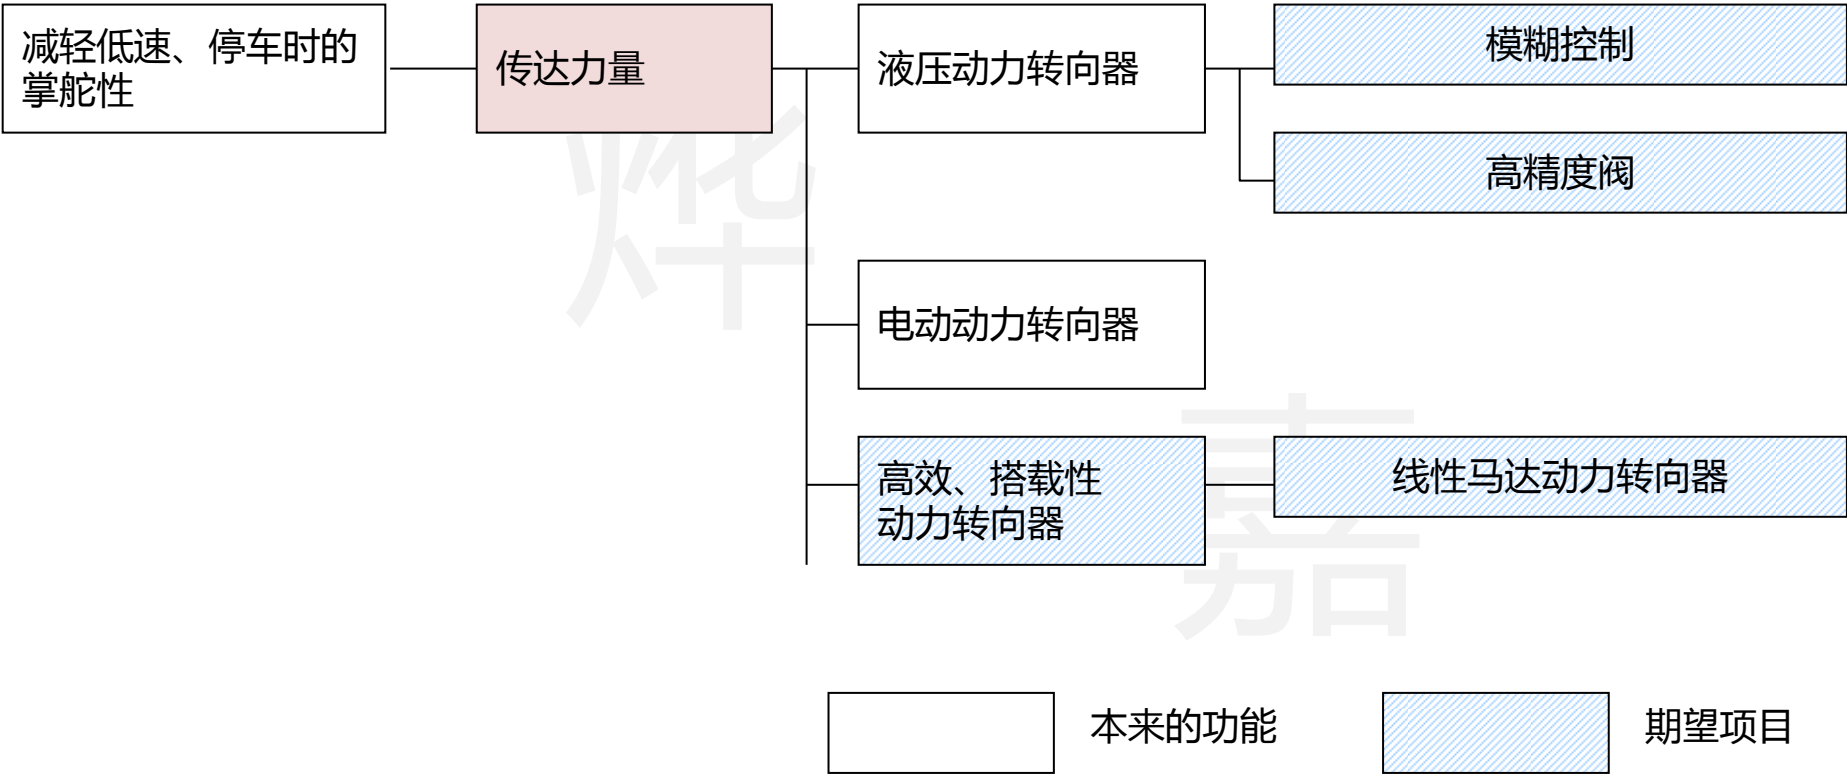 减轻低速、停车时的
掌舵性
传达力量
液压动力转向器
模糊控制
高精度阀
电动动力转向器
高效、搭载性
动力转向器
线性马达动力转向器
本来的功能
期望项目
烨
嘉